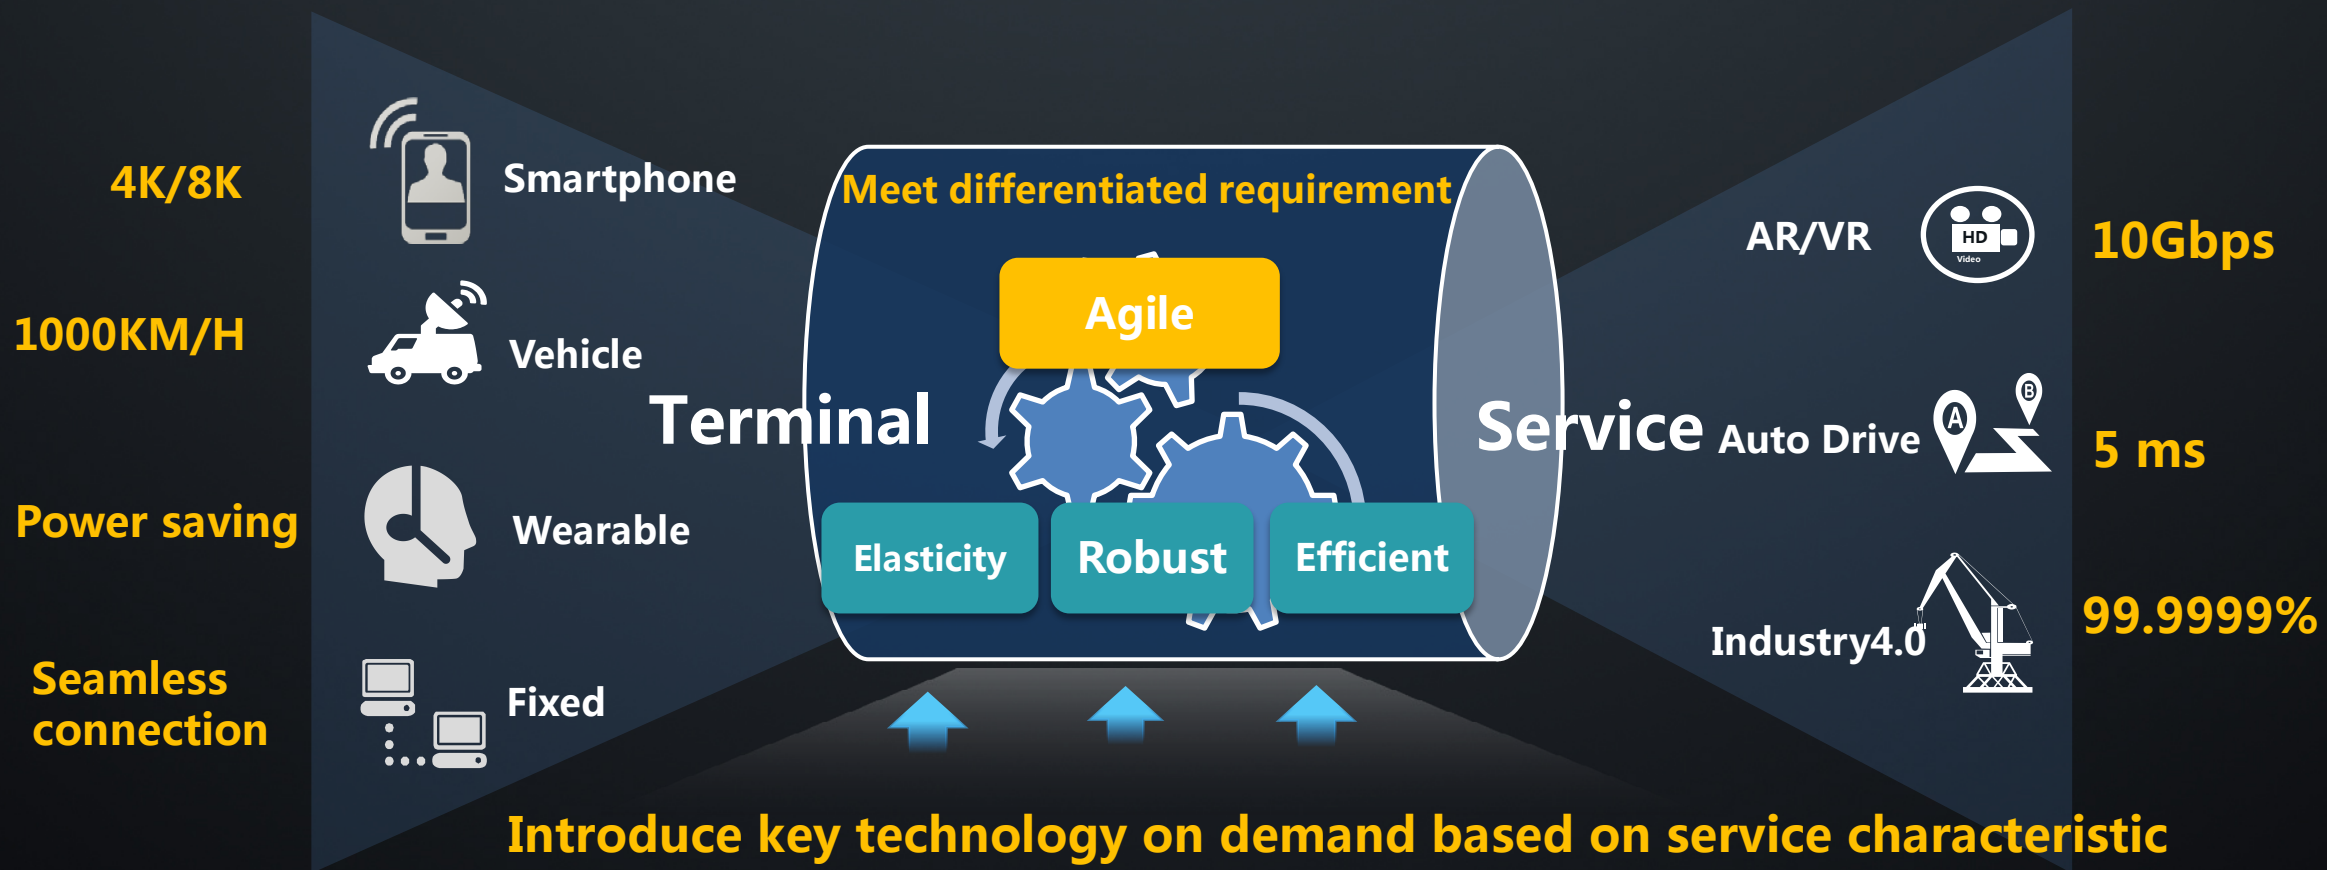 4K/8K
Smartphone
1000KM/H
Vehicle
Terminal
Power saving
Wearable
Seamless
connection
Fixed
Meet differentiated requirement
Agile
Elasticity
Robust
Efficient
Service
AR/VR
HD
Video
10Gbps
Auto Drive
A
B
5 ms
Industry4.0
99.9999%
Introduce key technology on demand based on service characteristic